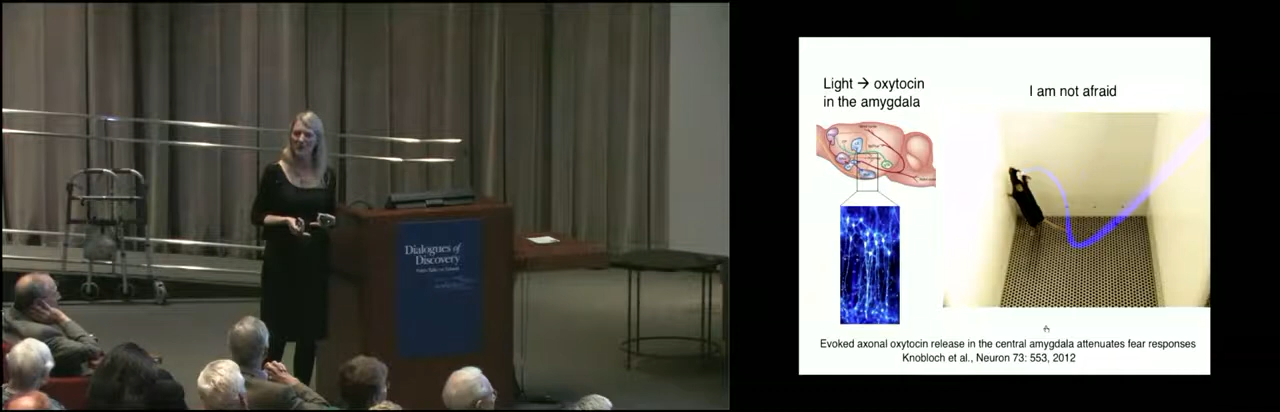 Dialogues of
Discovery
Light → oxytocin
in the amygdala
I am not afraid
Evoked axonal oxytocin release in the central amygdala attenuates fear responses
Knobloch et al., Neuron 73: 553, 2012